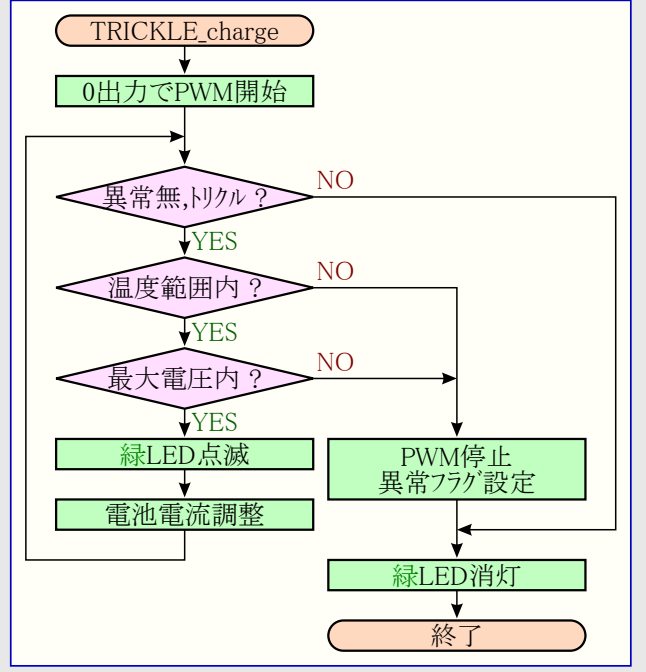 TRICKLE_charge
0出力でPWM開始
異常無,トリクル ?
NO
YES
温度範囲内 ?
NO
YES
最大電圧内 ?
NO
YES
緑LED点滅
電池電流調整
PWM停止
異常フラグ設定
緑LED消灯
終了